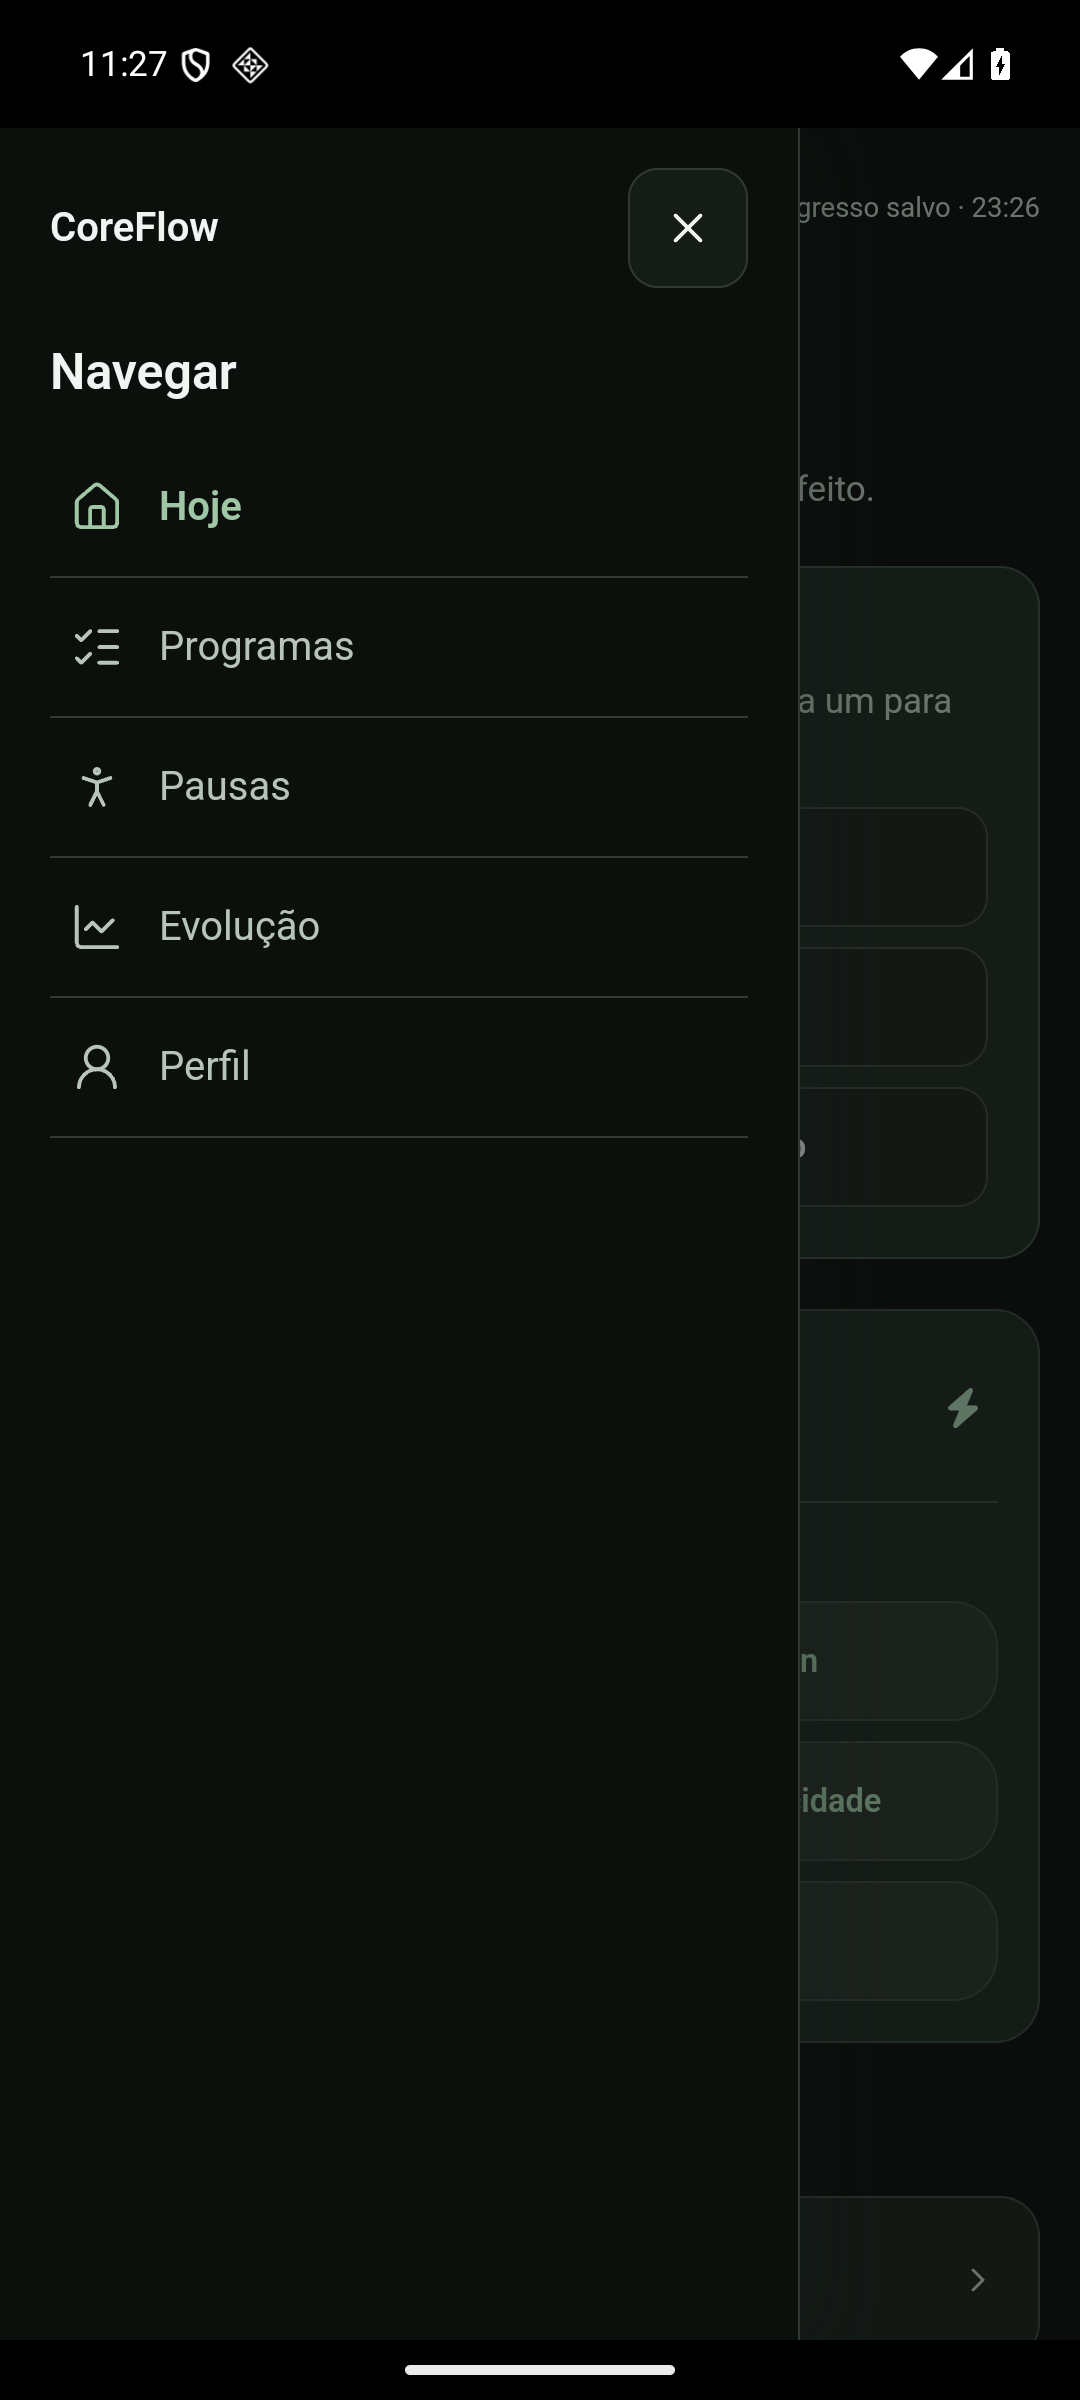 11:27
CoreFlow
gresso salvo · 23:26
Navegar
Hoje
feito.
Programas
a um para
Pausas
Evolução
Perfil
n
idade